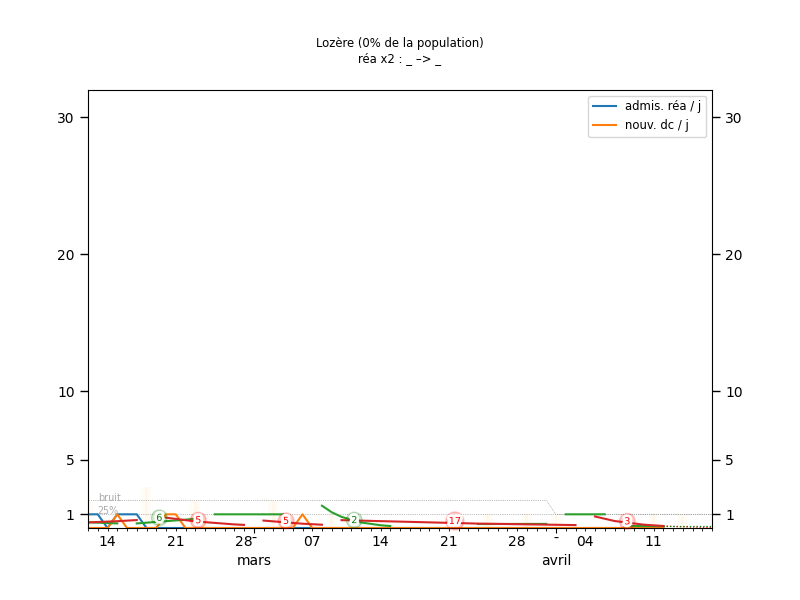 Lozère (0% de la population)
réa x2 : _ –> _
admis. réa / j
nouv. dc / j
30 30
20 20
10 10
5 5
1 1
bruit
25%
6 5 5 2 17 3
14 21 28 - 07 14 21 28 - 04 11
mars avril